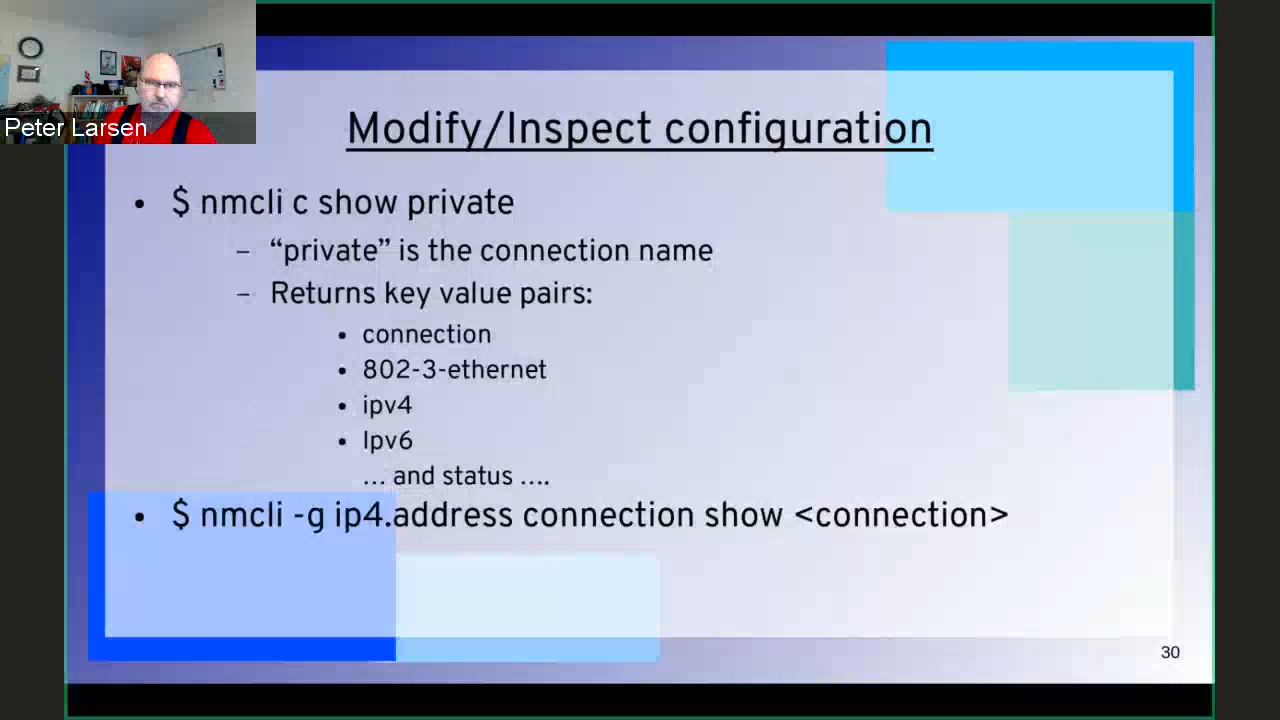 Peter Larsen
Modify/Inspect configuration
• $ nmcli c show private
– “private” is the connection name
– Returns key value pairs:
• connection
• 802-3-ethernet
• ipv4
• Ipv6
… and status ….
• $ nmcli -g ip4.address connection show <connection>
30